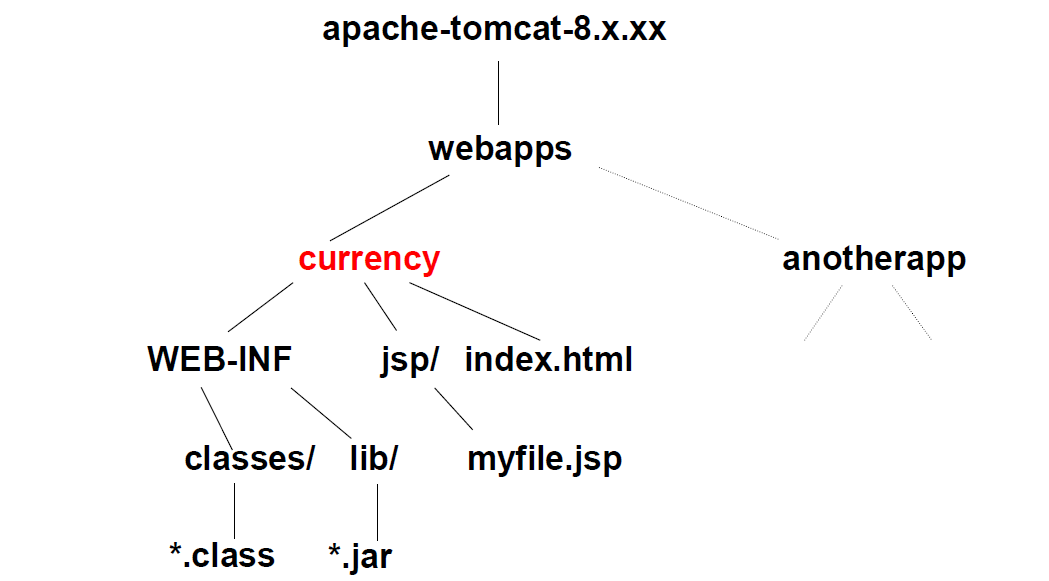 apache-tomcat-8.x.xx
webapps
currency
anotherapp
WEB-INF
jsp/
index.html
classes/
lib/
myfile.jsp
*.class
*.jar